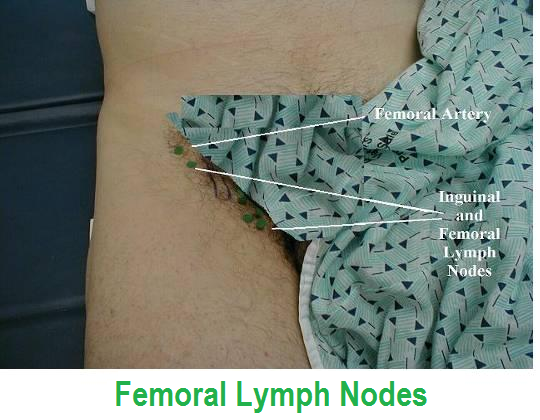 Femoral Artery
Inguinal
and
Femoral
Lymph
Nodes
Femoral Lymph Nodes